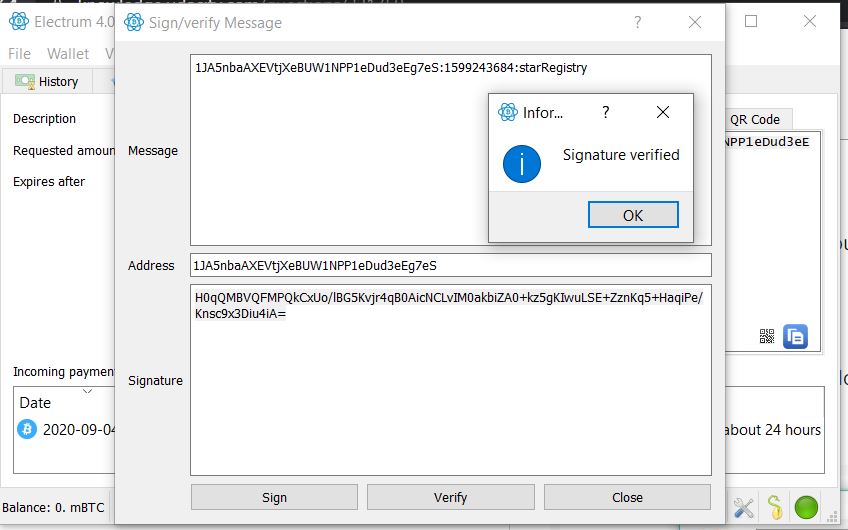 Electrum 4.0
Sign/verify Message
?
File Wallet
History
Description
Requested amoun
Expires after
Message
1JA5nbaAXEVtjXeBUW1NPP1eDud3eEg7eS:1599243684:starRegistry
Infor...
?
Signature verified
OK
QR Code
NPP1eDud3eE
Address
1JA5nbaAXEVtjXeBUW1NPP1eDud3eEg7eS
Signature
H0qQMBVQFMPQkCxUo/lBG5Kvjr4qB0AicNCLvIM0akbiZA0+kz5gKIwuLSE+ZznKq5+HaqiPe/
Knsc9x3Diu4iA=
Incoming paymen
Date
2020-09-04
about 24 hours
Sign
Verify
Close
Balance: 0. mBTC